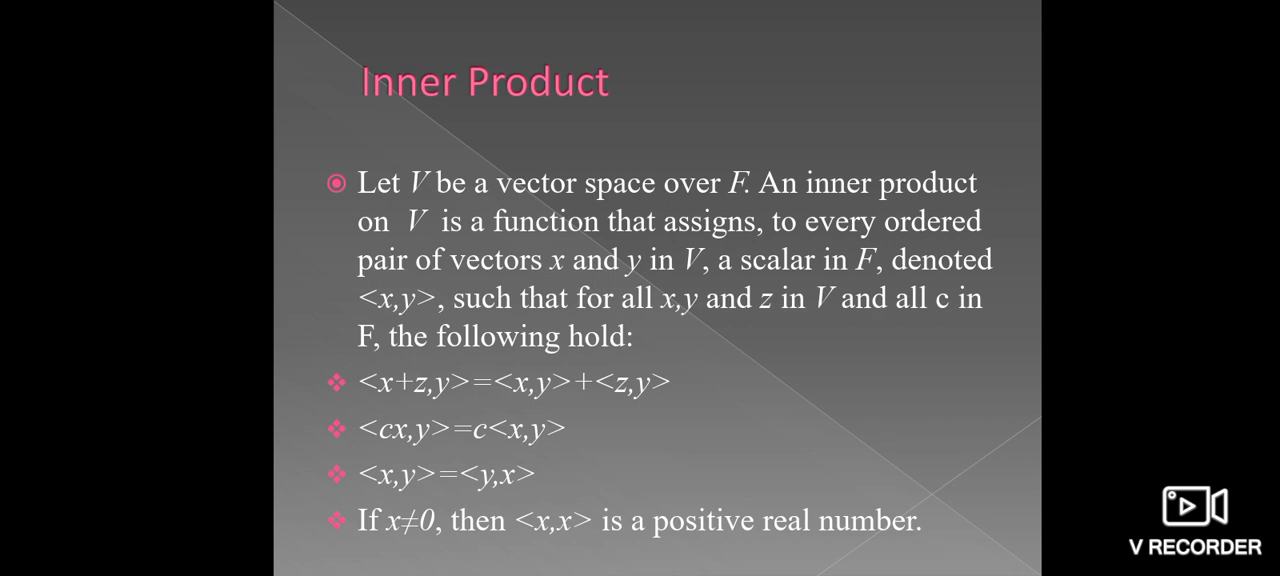 Inner Product
Let V be a vector space over F. An inner product
on V is a function that assigns, to every ordered
pair of vectors x and y in V, a scalar in F, denoted
<x,y>, such that for all x,y and z in V and all c in
F, the following hold:
<x+z,y>=<x,y>+<z,y>
<cx,y>=c<x,y>
<x,y>=<y,x>
If x≠0, then <x,x> is a positive real number.
V RECORDER